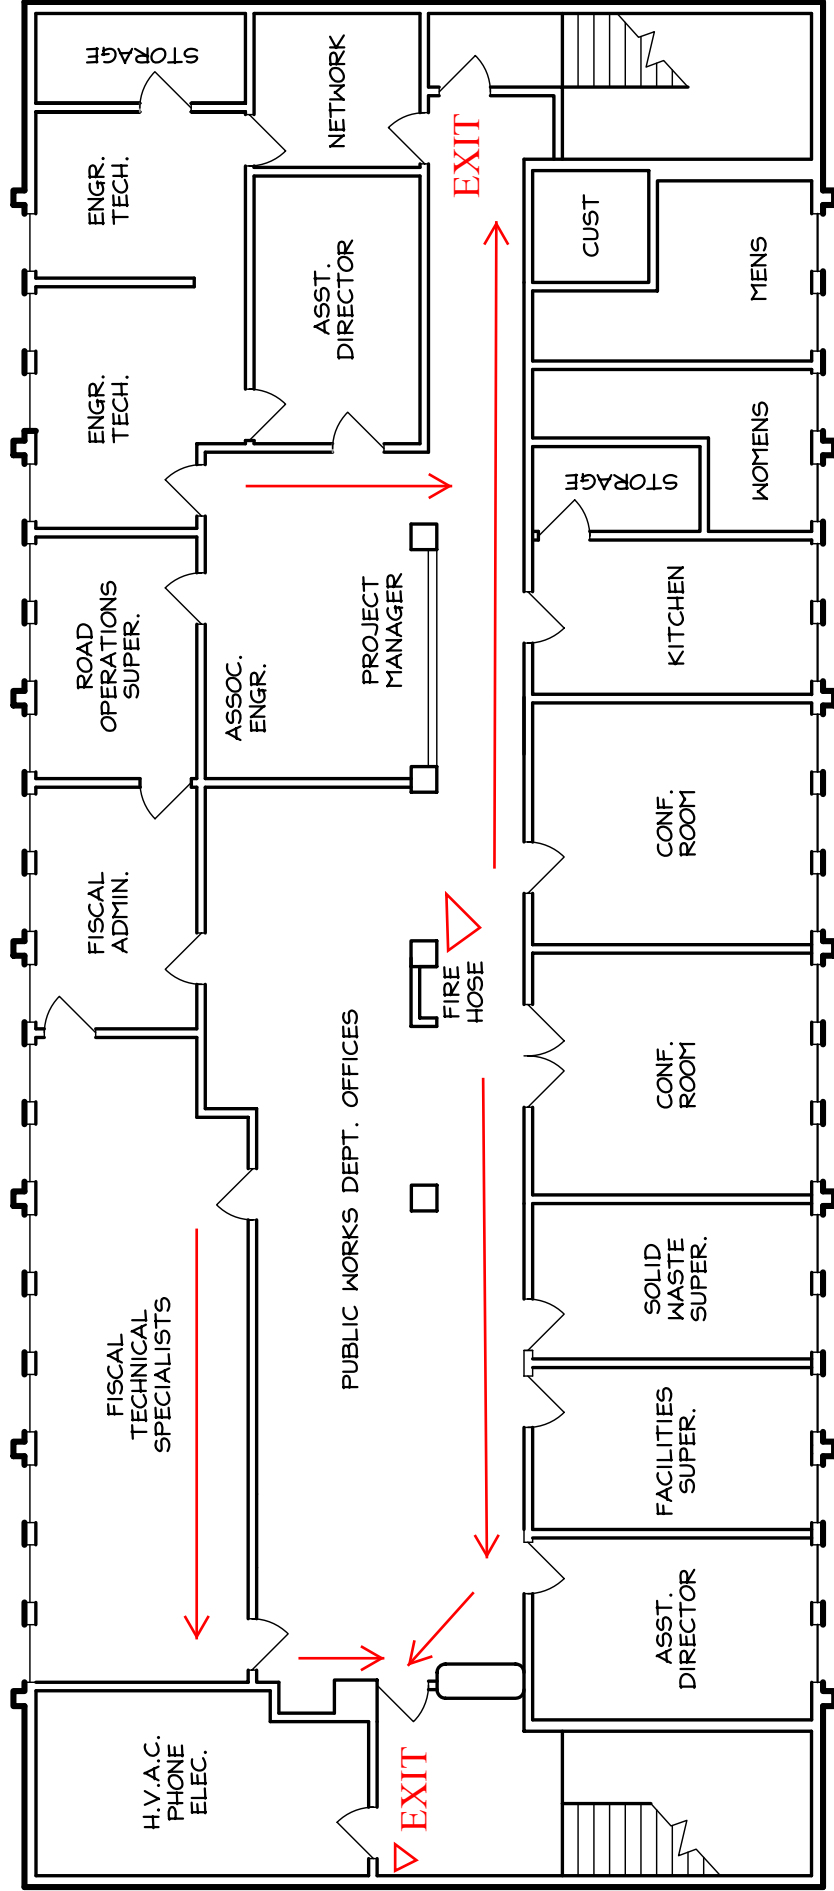 STORAGE
NETWORK
EXIT
ENGR.
TECH.
ASST.
DIRECTOR
CUST
MENS
ENGR.
TECH.
WOMENS
STORAGE
ROAD
OPERATIONS
SUPER.
ASSOC.
ENGR.
PROJECT
MANAGER
KITCHEN
FISCAL
ADMIN.
CONF.
ROOM
FIRE
HOSE
PUBLIC WORKS DEPT. OFFICES
CONF.
ROOM
SOLID
WASTE
SUPER.
FISCAL
TECHNICAL
SPECIALISTS
FACILITIES
SUPER.
ASST.
DIRECTOR
H.V.A.C.
PHONE
ELEC.
EXIT